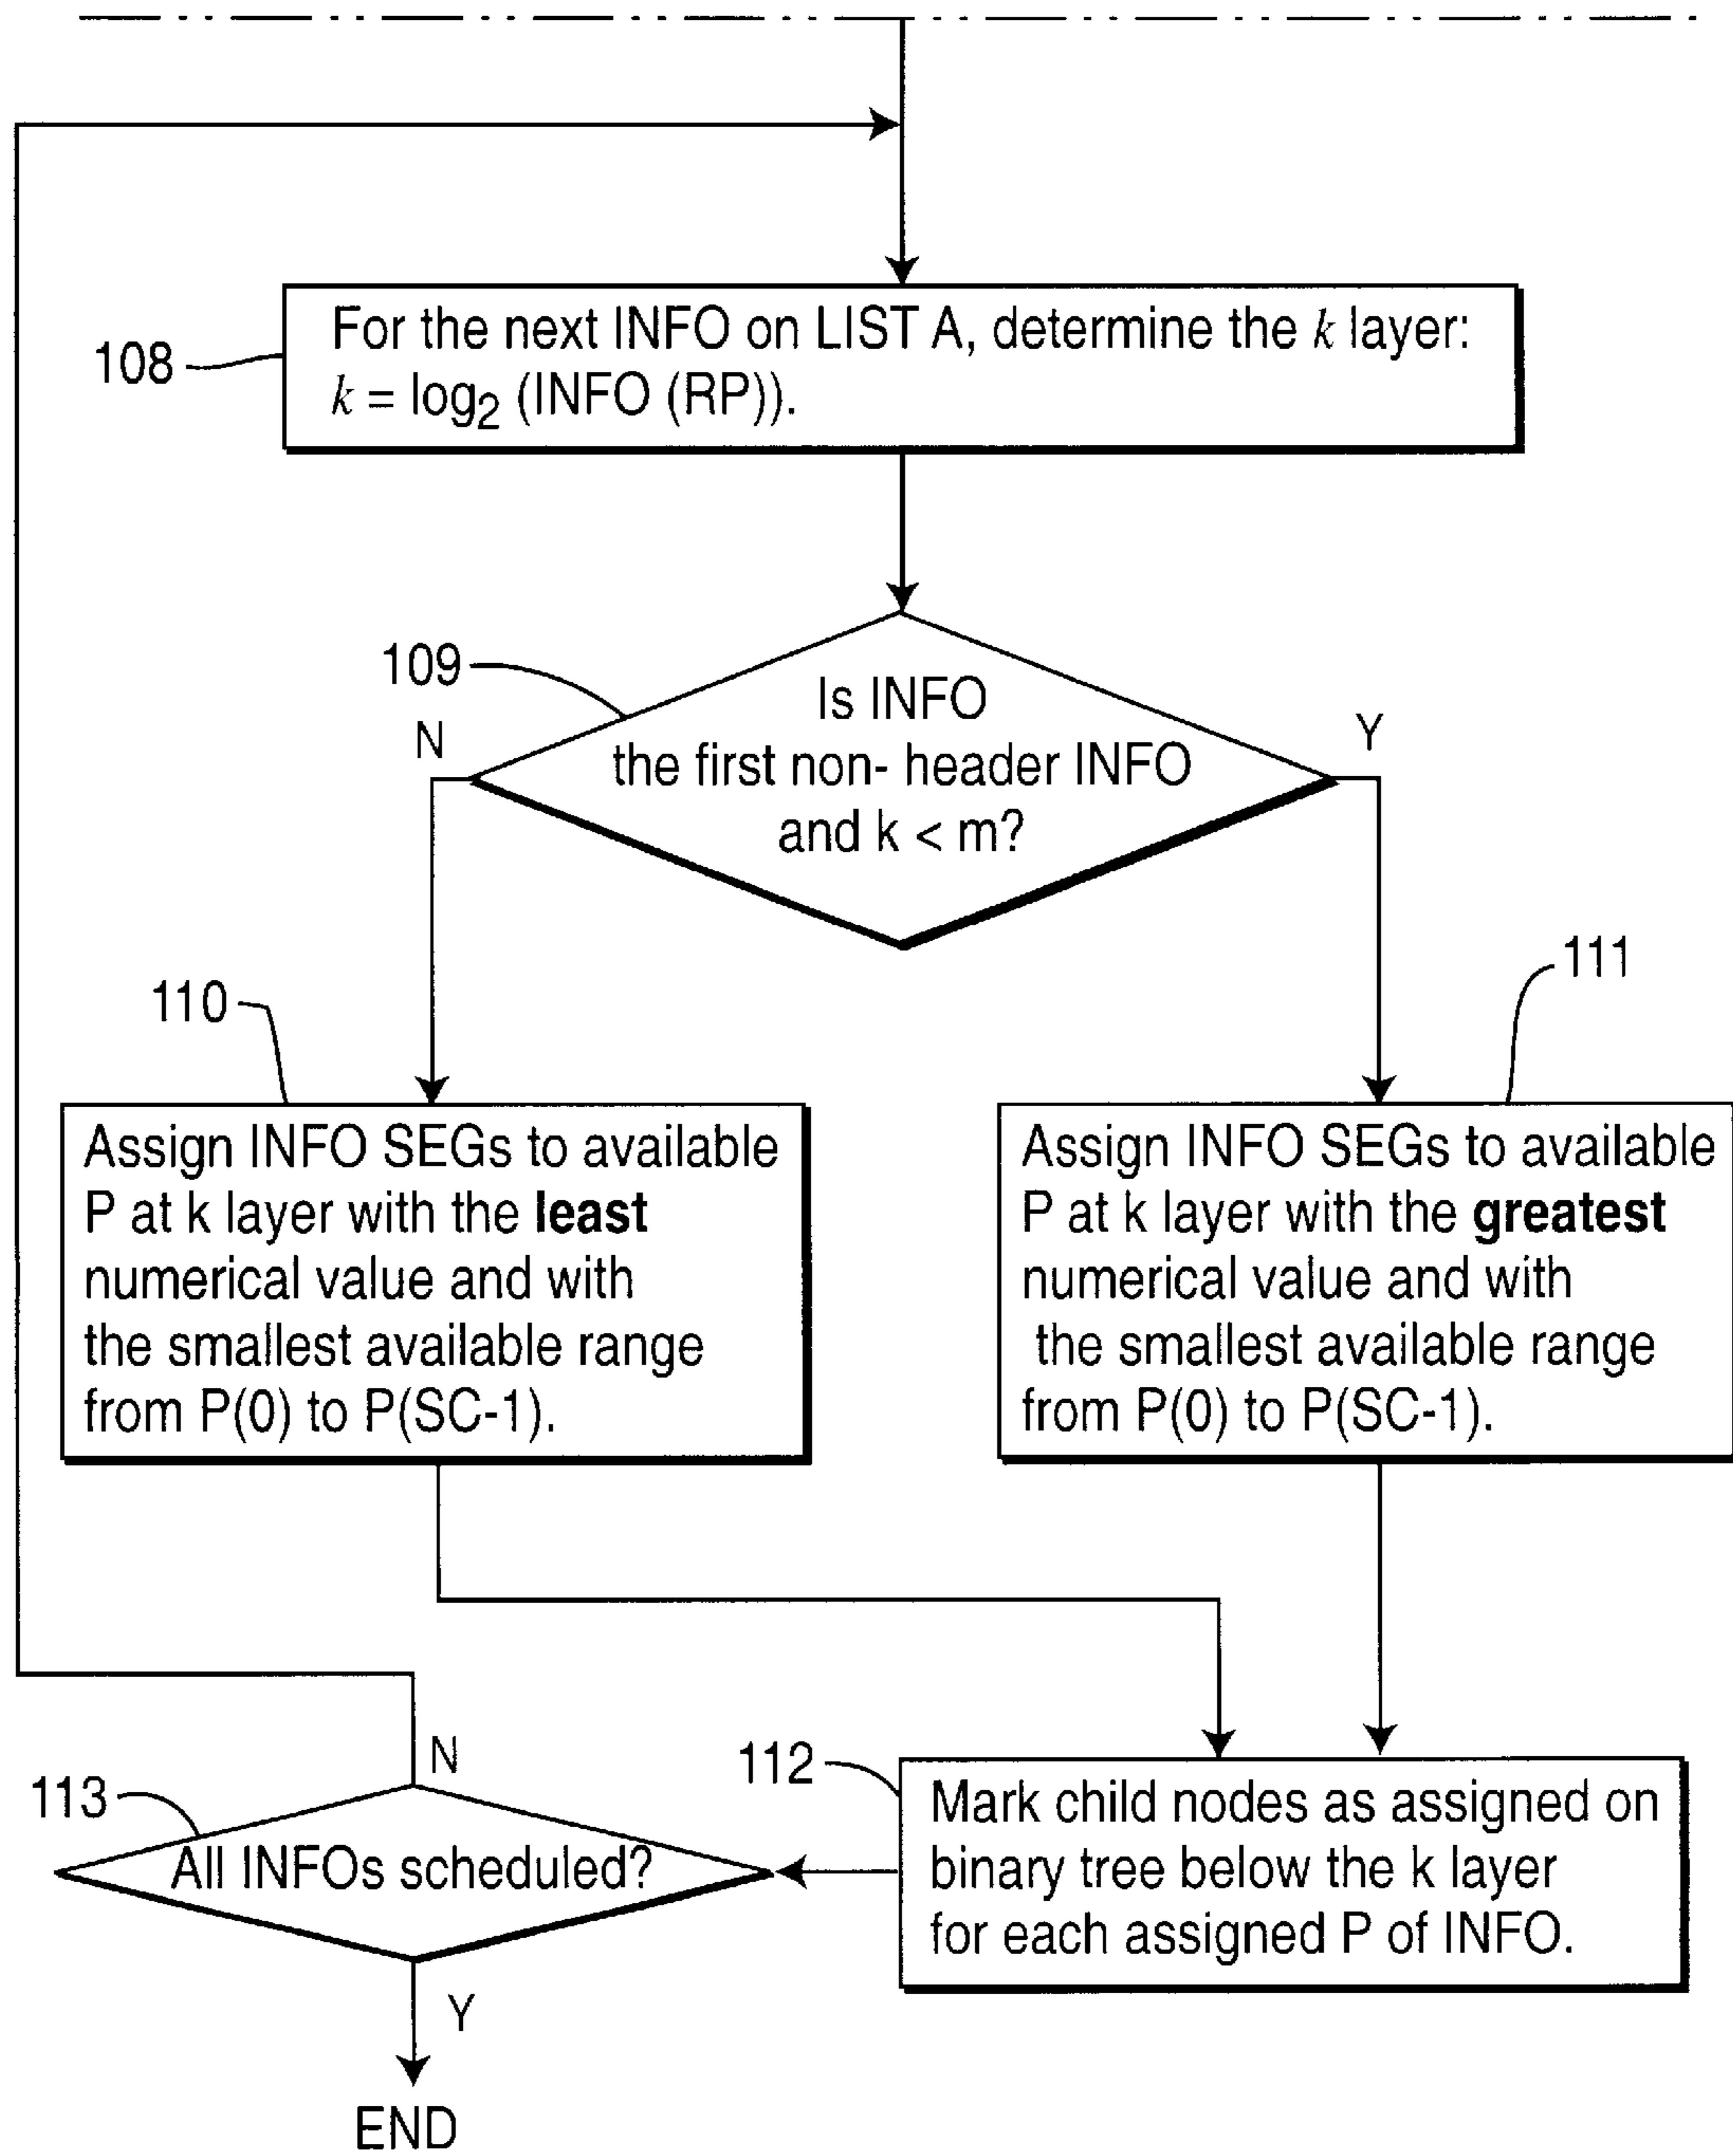 For the next INFO on LIST A, determine the k layer:
108
k = log2 (INFO (RP)).
109
Is INFO
N
Y
the first non- header INFO
and k < m?
111
110
Assign INFO SEGs to available
P at k layer with the least
numerical value and with
the smallest available range
from P(0) to P(SC-1).
Assign INFO SEGs to available
P at k layer with the greatest
numerical value and with
the smallest available range
from P(0) to P(SC-1).
N
112
113
All INFOs scheduled?
Mark child nodes as assigned on
binary tree below the k layer
for each assigned P of INFO.
Y
END